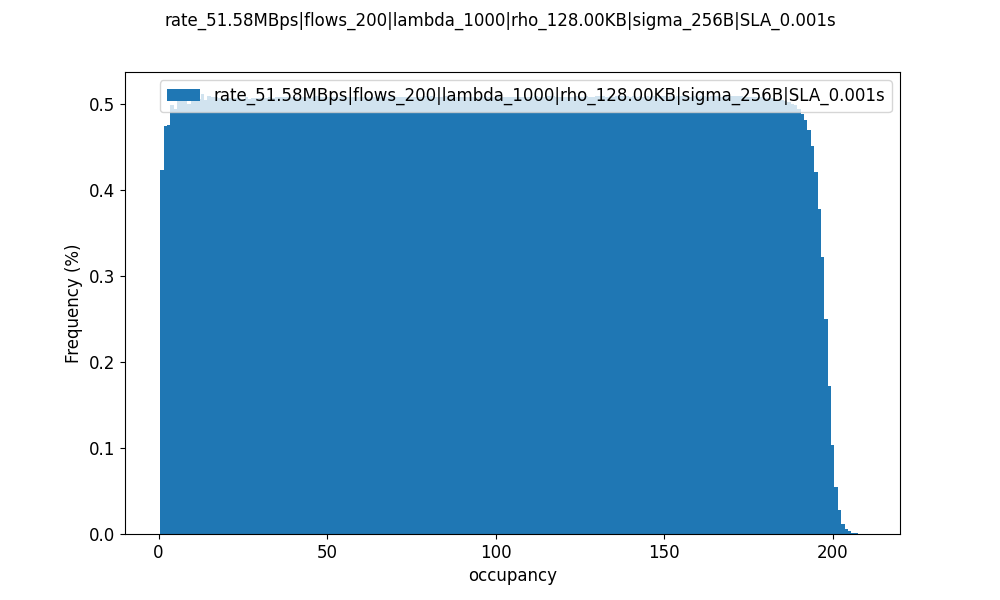 rate_51.58MBps|flows_200|lambda_1000|rho_128.00KB|sigma_256B|SLA_0.001s
rate_51.58MBps|flows_200|lambda_1000|rho_128.00KB|sigma_256B|SLA_0.001s
0.5
0.4
0.3
0.2
0.1
0.0
Frequency (%)
0 50 100 150 200
occupancy